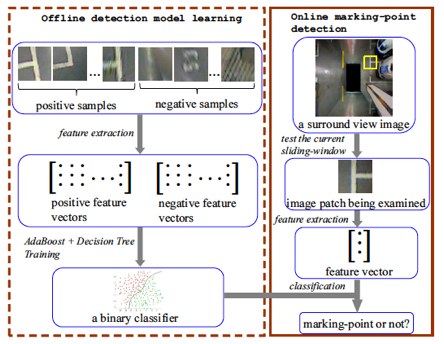 Offline detection model learning
...
...
positive samples
negative samples
feature extraction
positive feature
vectors
negative feature
vectors
AdaBoost + Decision Tree
Training
a binary classifier
Online marking-point
detection
a surround view image
test the current
sliding-window
image patch being examined
feature extraction
feature vector
classification
marking-point or not?